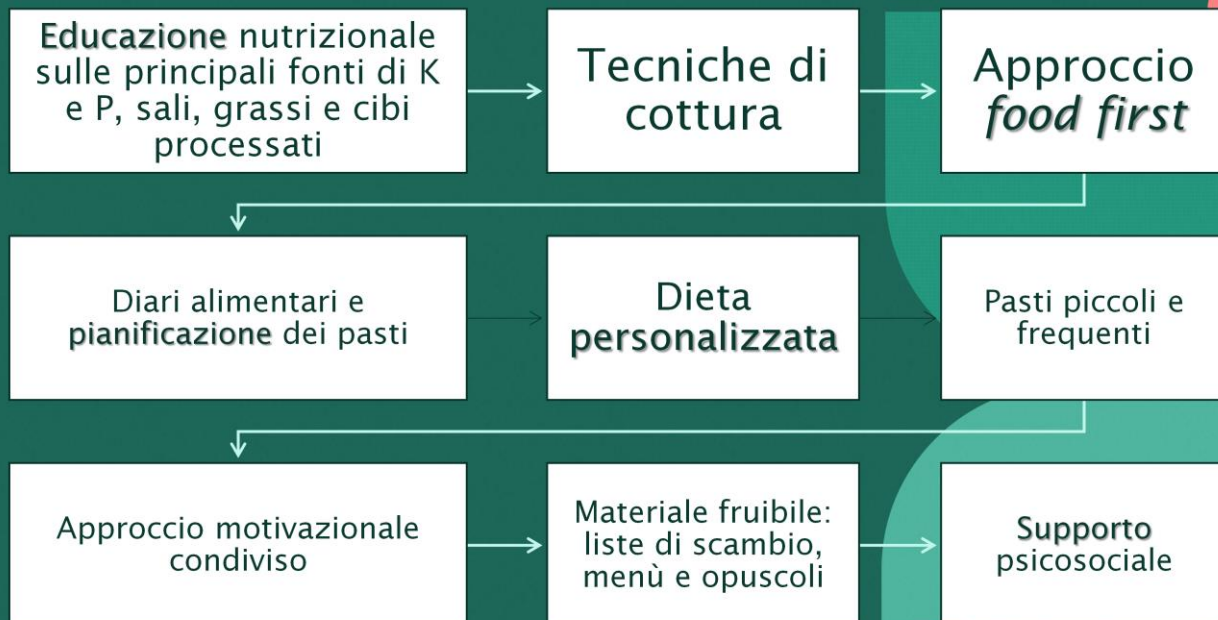 Educazione nutrizionale
sulle principali fonti di K
e P, sali, grassi e cibi
processati
Tecniche di
cottura
Approccio
food first
Diari alimentari e
pianificazione dei pasti
Dieta
personalizzata
Pasti piccoli e
frequenti
Approccio motivazionale
condiviso
Materiale fruibile:
liste di scambio,
menù e opuscoli
Supporto
psicosociale